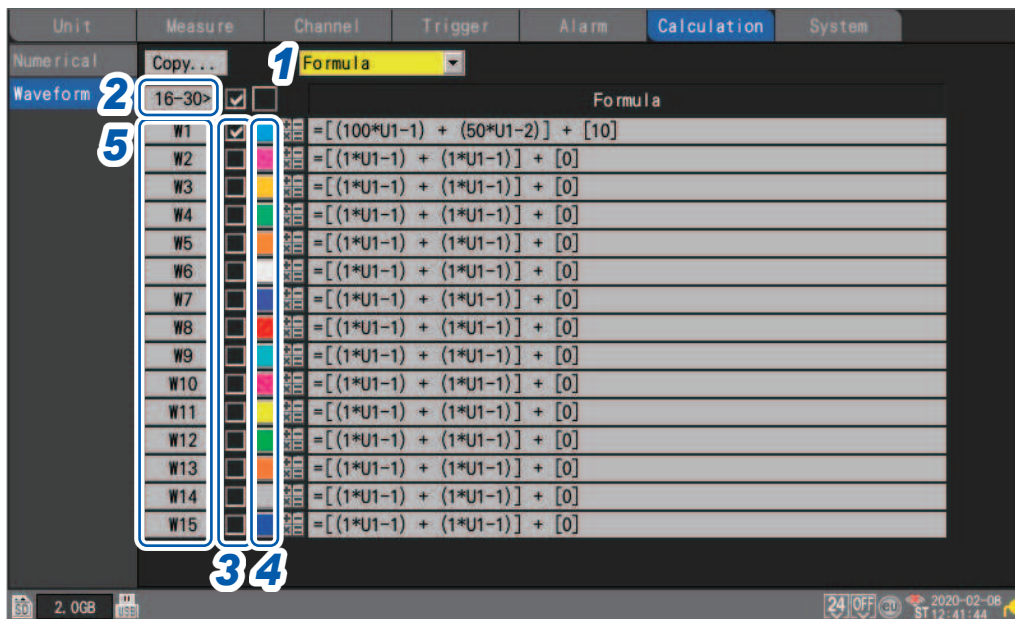 Unit Measure Channel Trigger Alarm Calculation System
Numerical Copy... 1 Formula
Waveform 2 16-30> Formula
5 W1 =[(100*U1-1) + (50*U1-2)] + [10]
W2 =[(1*U1-1) + (1*U1-1)] + [0]
W3 =[(1*U1-1) + (1*U1-1)] + [0]
W4 =[(1*U1-1) + (1*U1-1)] + [0]
W5 =[(1*U1-1) + (1*U1-1)] + [0]
W6 =[(1*U1-1) + (1*U1-1)] + [0]
W7 =[(1*U1-1) + (1*U1-1)] + [0]
W8 =[(1*U1-1) + (1*U1-1)] + [0]
W9 =[(1*U1-1) + (1*U1-1)] + [0]
W10 =[(1*U1-1) + (1*U1-1)] + [0]
W11 =[(1*U1-1) + (1*U1-1)] + [0]
W12 =[(1*U1-1) + (1*U1-1)] + [0]
W13 =[(1*U1-1) + (1*U1-1)] + [0]
W14 =[(1*U1-1) + (1*U1-1)] + [0]
W15 =[(1*U1-1) + (1*U1-1)] + [0]
3 4
SD 2.0GB USB 24 OFF CU ST 2020-02-08
12:41:44